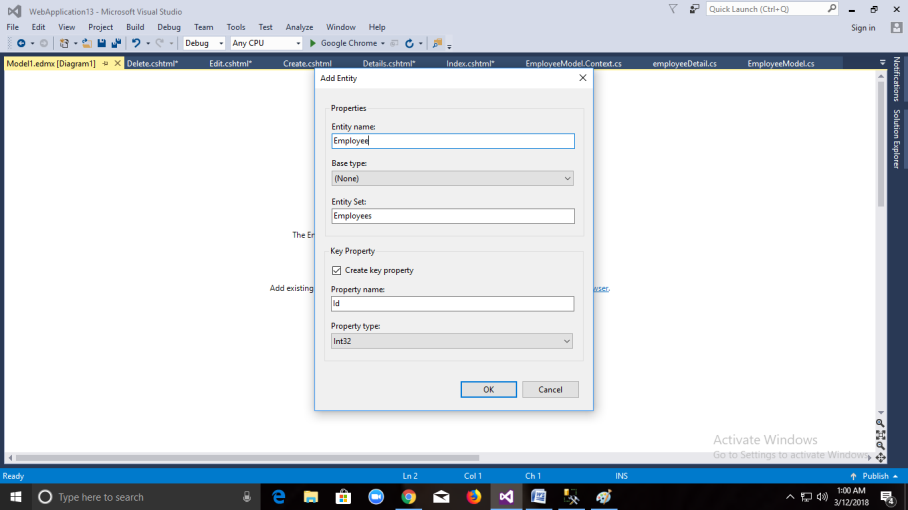 WebApplication13 - Microsoft Visual Studio
Quick Launch (Ctrl+Q)
File Edit View Project Build Debug Team Tools Test Analyze Window Help
Sign in
Debug Any CPU Google Chrome
Model1.edmx [Diagram1] Delete.cshtml* Edit.cshtml* Create.cshtml Details.cshtml* Index.cshtml* EmployeeModel.Context.cs employeeDetail.cs EmployeeModel.cs
Notifications
Solution Explorer
Add Entity
Properties
Entity name:
Employee
Base type:
(None)
Entity Set:
Employees
The
Key Property
Create key property
Add existing
Property name:
Id
Property type:
Int32
OK Cancel
Activate Windows
Go to Settings to activate Windows.
Ready Ln 2 Col 1 Ch 1 INS Publish
Type here to search
1:00 AM
3/12/2018
4